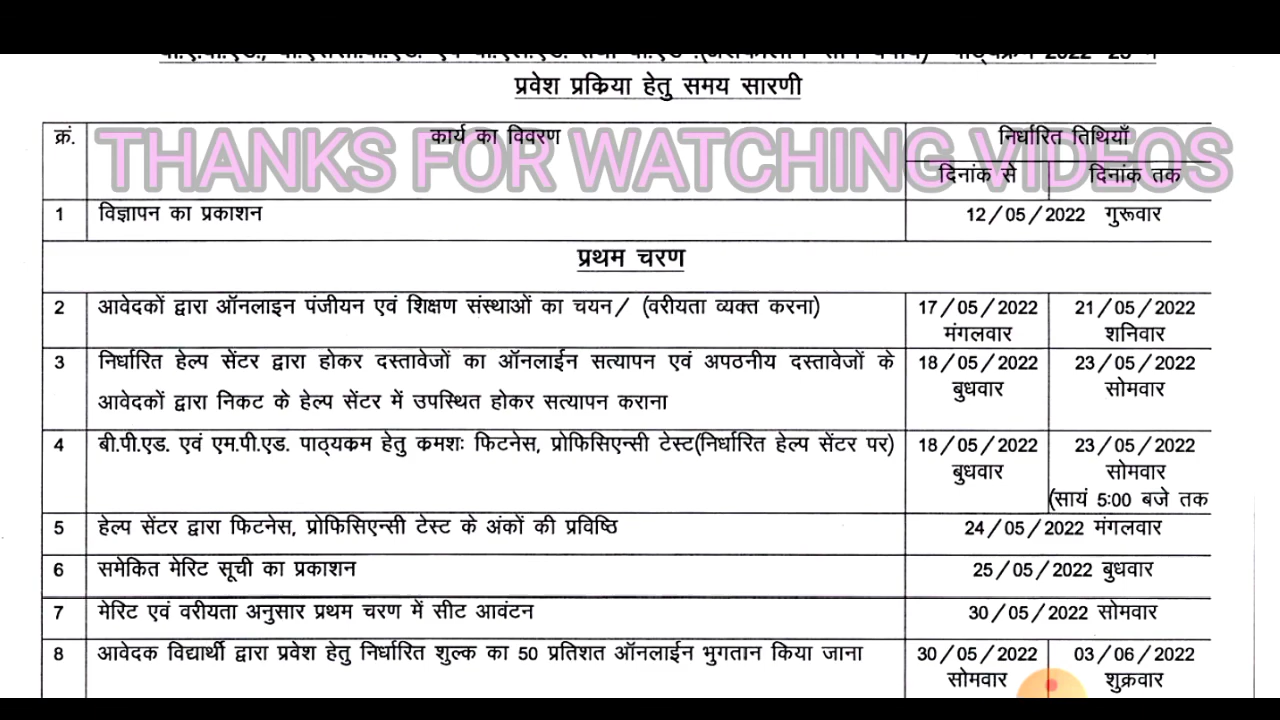 प्रवेश प्रकिया हेतु समय सारणी
क्रं. कार्य का विवरण निर्धारित तिथियाँ
THANKS FOR WATCHING VIDEOS
दिनांक से दिनांक तक
1 विज्ञापन का प्रकाशन 12/05/2022 गुरूवार
प्रथम चरण
2 आवेदकों द्वारा ऑनलाइन पंजीयन एवं शिक्षण संस्थाओं का चयन/ (वरीयता व्यक्त करना) 17/05/2022 21/05/2022
मंगलवार शनिवार
3 निर्धारित हेल्प सेंटर द्वारा होकर दस्तावेजों का ऑनलाईन सत्यापन एवं अपठनीय दस्तावेजों के 18/05/2022 23/05/2022
आवेदकों द्वारा निकट के हेल्प सेंटर में उपस्थित होकर सत्यापन कराना बुधवार सोमवार
4 बी.पी.एड. एवं एम.पी.एड. पाठ्यकम हेतु कमशः फिटनेस, प्रोफिसिएन्सी टेस्ट(निर्धारित हेल्प सेंटर पर) 18/05/2022 23/05/2022
बुधवार सोमवार
(सायं 5:00 बजे तक
5 हेल्प सेंटर द्वारा फिटनेस, प्रोफिसिएन्सी टेस्ट के अंकों की प्रविष्ठि 24/05/2022 मंगलवार
6 समेकित मेरिट सूची का प्रकाशन 25/05/2022 बुधवार
7 मेरिट एवं वरीयता अनुसार प्रथम चरण में सीट आवंटन 30/05/2022 सोमवार
8 आवेदक विद्यार्थी द्वारा प्रवेश हेतु निर्धारित शुल्क का 50 प्रतिशत ऑनलाईन भुगतान किया जाना 30/05/2022 03/06/2022
सोमवार शुक्रवार